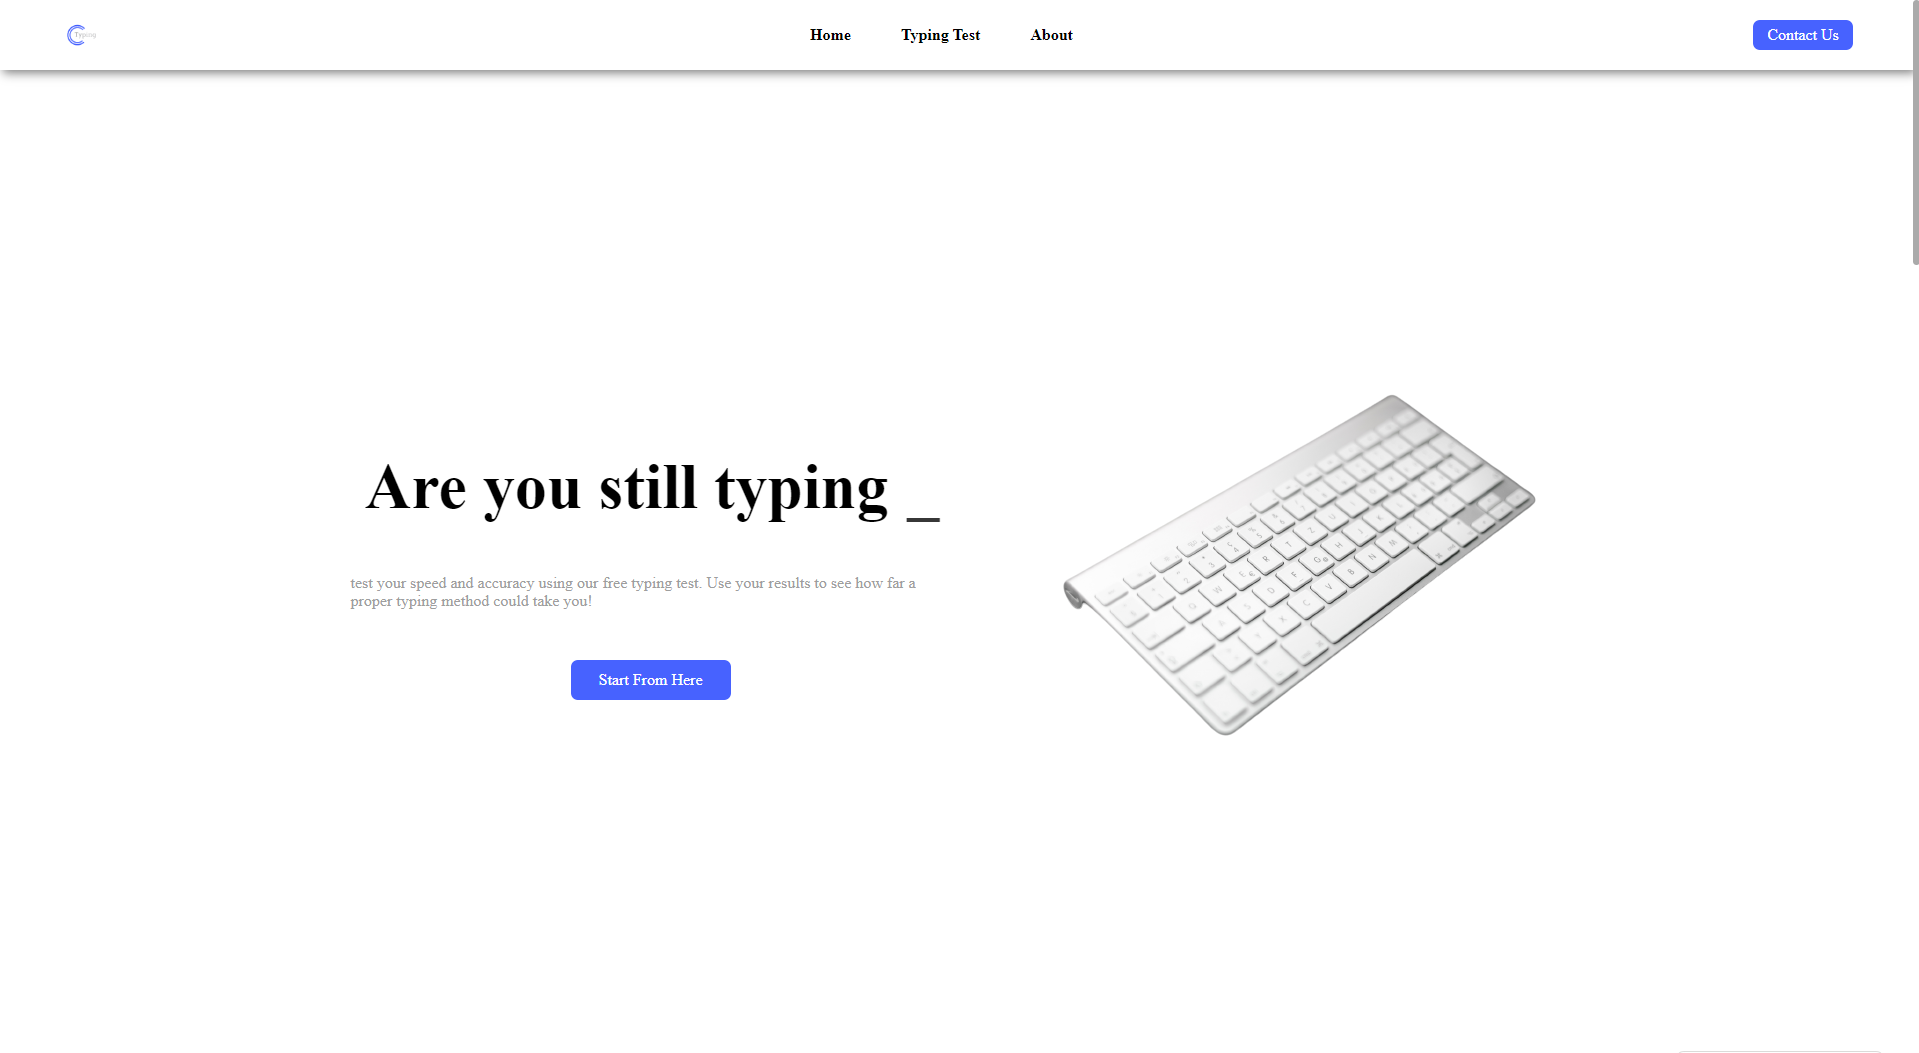 Typing
Home
Typing Test
About
Contact Us
Are you still typing _
test your speed and accuracy using our free typing test. Use your results to see how far a
proper typing method could take you!
Start From Here